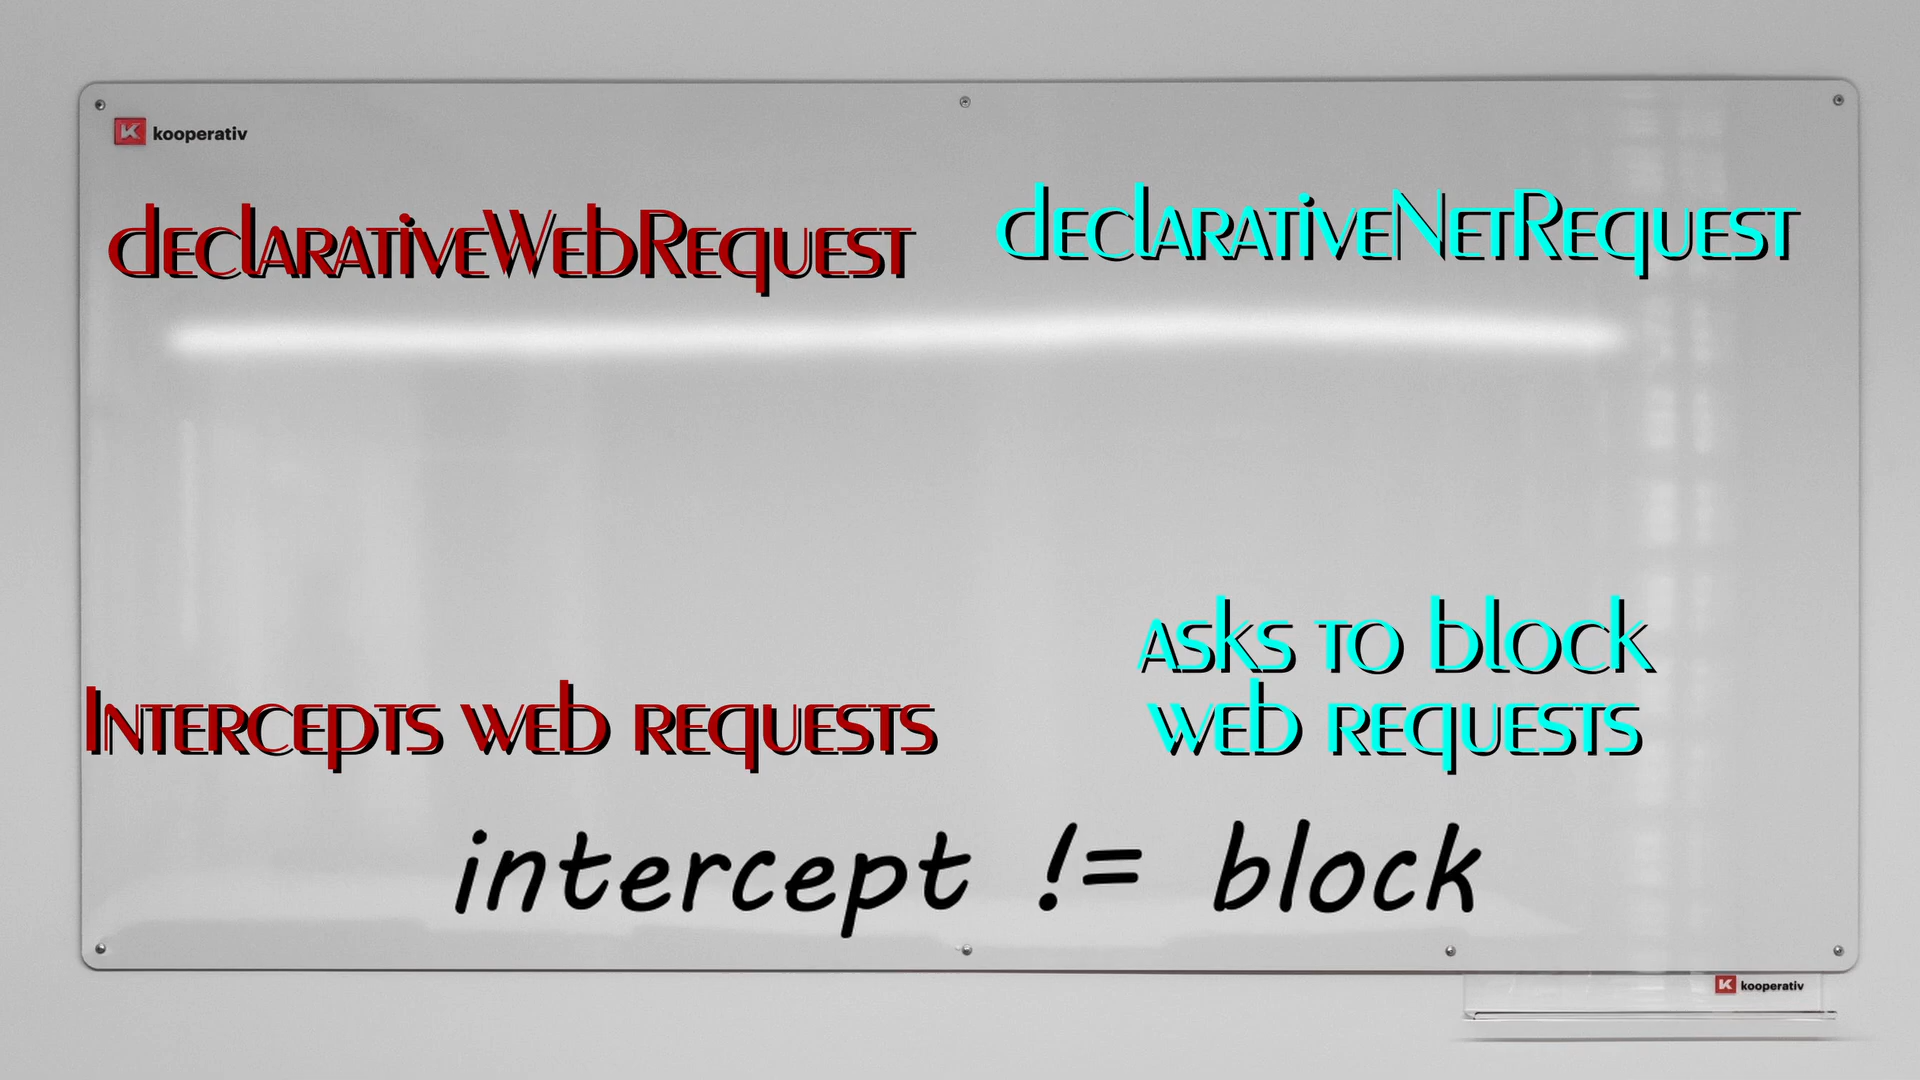 kooperativ
declarativeWebRequest
declarativeNetRequest
Intercepts web requests
asks to block
web requests
intercept != block
kooperativ